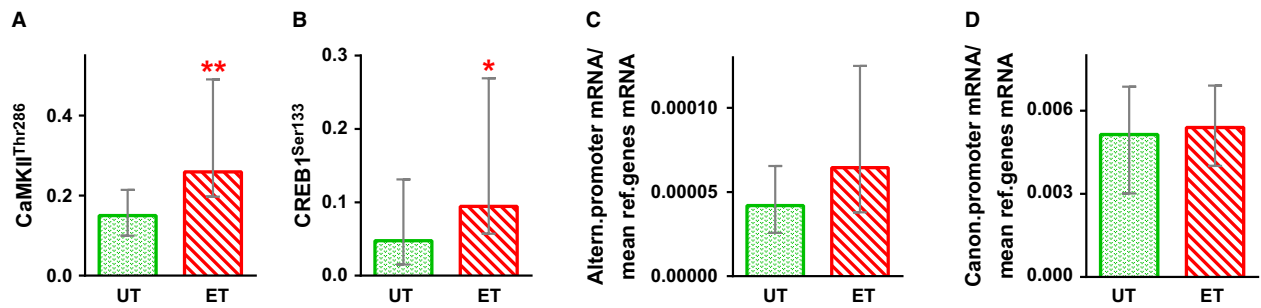 A
CaMKII^Thr286
0.4
0.2
0.0
**
UT
ET
B
CREB1^Ser133
0.3
0.2
0.1
0.0
*
UT
ET
C
Altern.promoter mRNA/
mean ref.genes mRNA
0.00010
0.00005
0.00000
UT
ET
D
Canon.promoter mRNA/
mean ref.genes mRNA
0.006
0.003
0.000
UT
ET